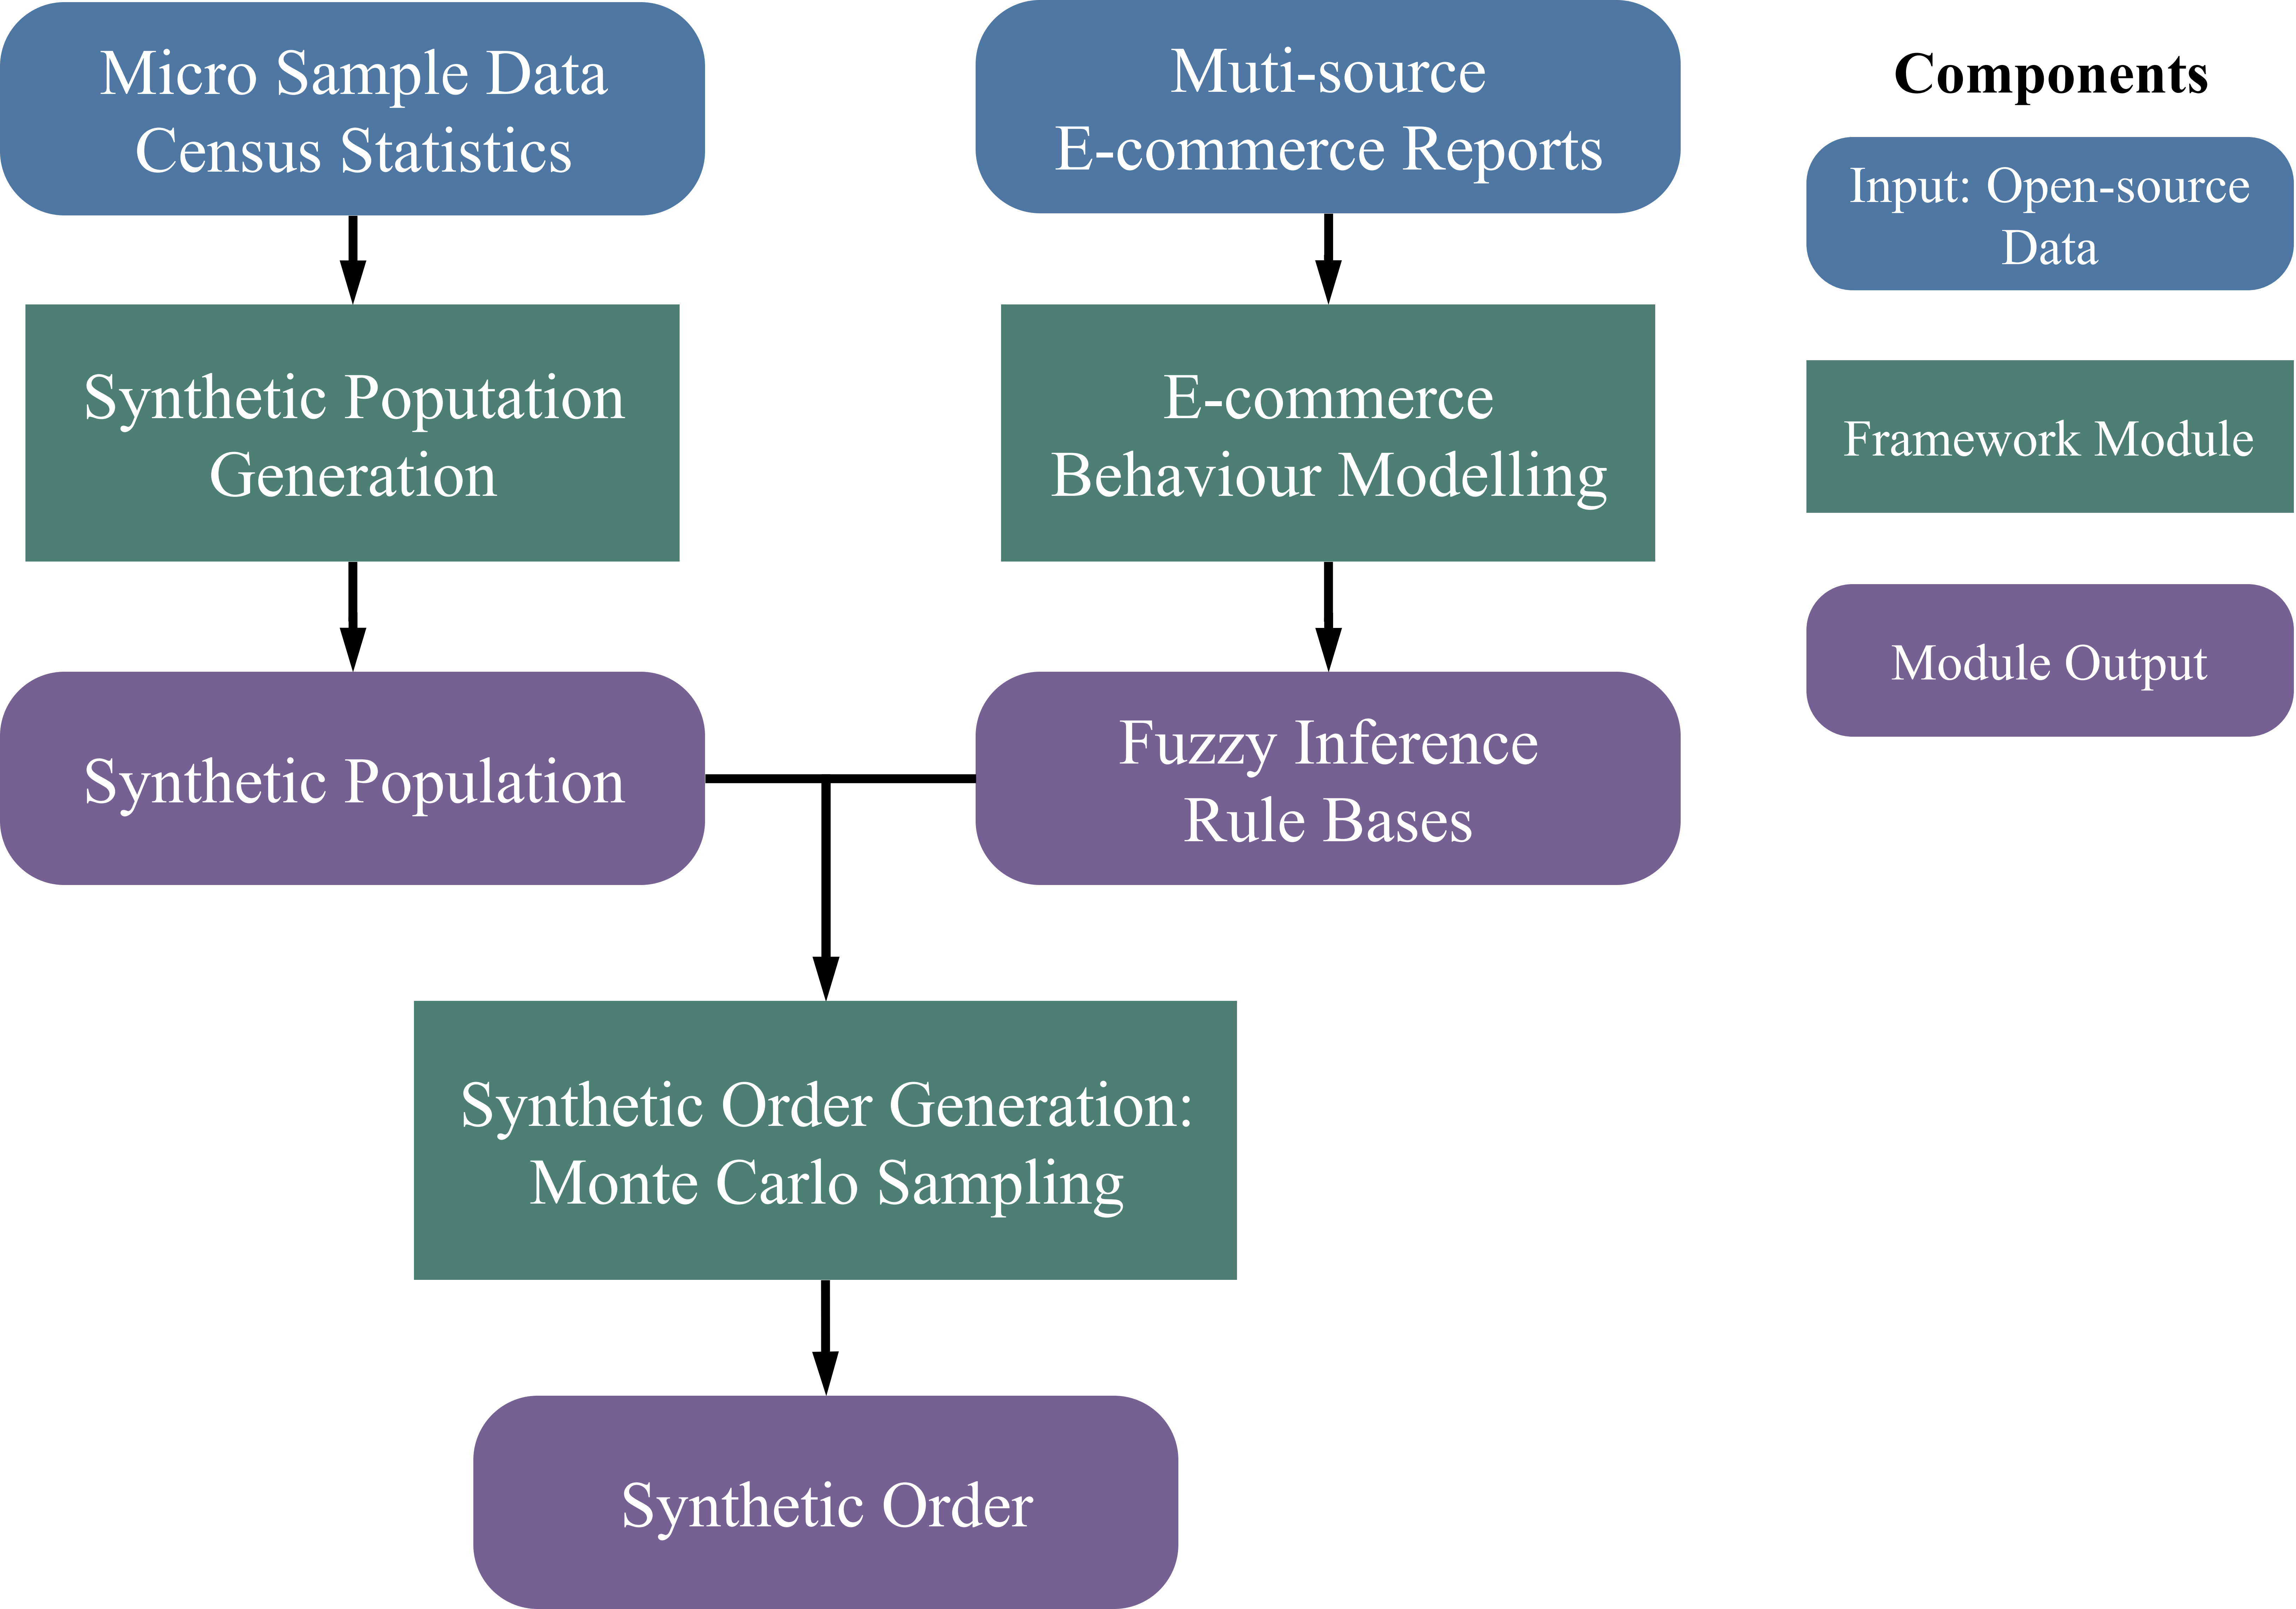 Micro Sample Data
Census Statistics
Muti-source
E-commerce Reports
Components
Input: Open-source
Data
Synthetic Poputation
Generation
E-commerce
Behaviour Modelling
Framework Module
Module Output
Synthetic Population
Fuzzy Inference
Rule Bases
Synthetic Order Generation:
Monte Carlo Sampling
Synthetic Order